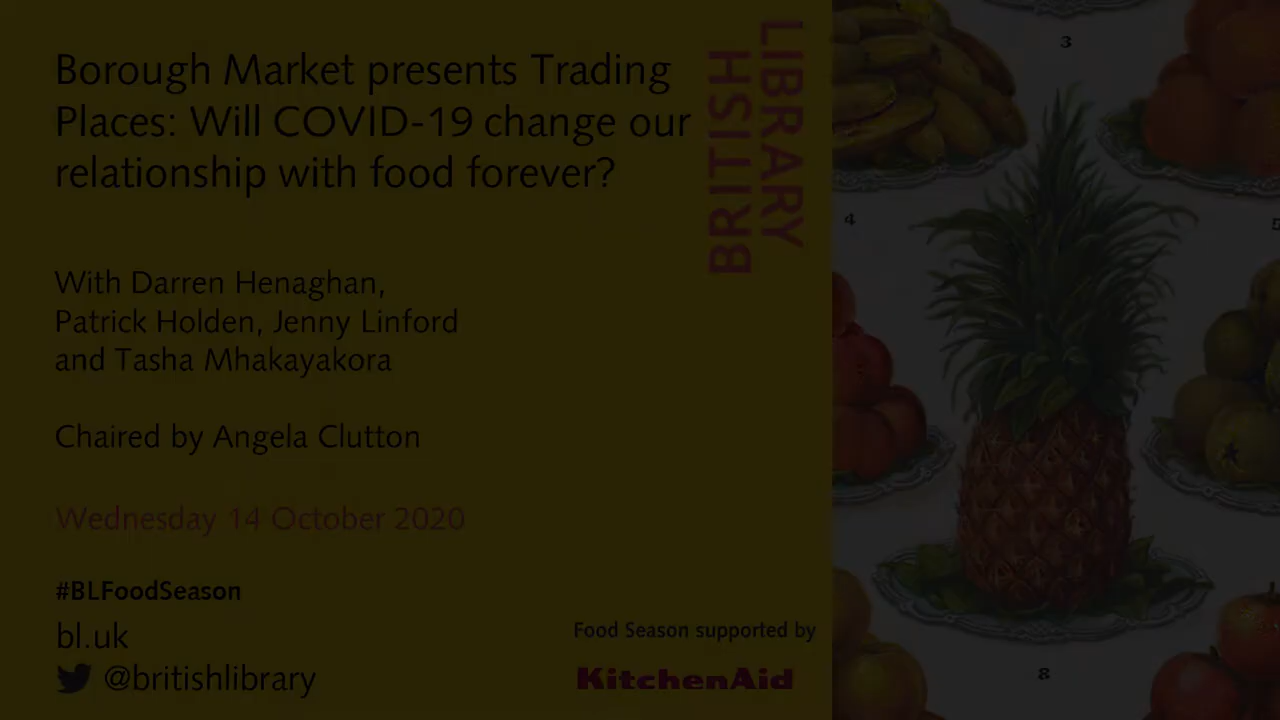 Borough Market presents Trading
Places: Will COVID-19 change our
relationship with food forever?
BRITISH
LIBRARY
With Darren Henaghan,
Patrick Holden, Jenny Linford
and Tasha Mhakayakora
Chaired by Angela Clutton
Wednesday 14 October 2020
#BLFoodSeason
bl.uk
@britishlibrary
Food Season supported by
KitchenAid
3
4
8